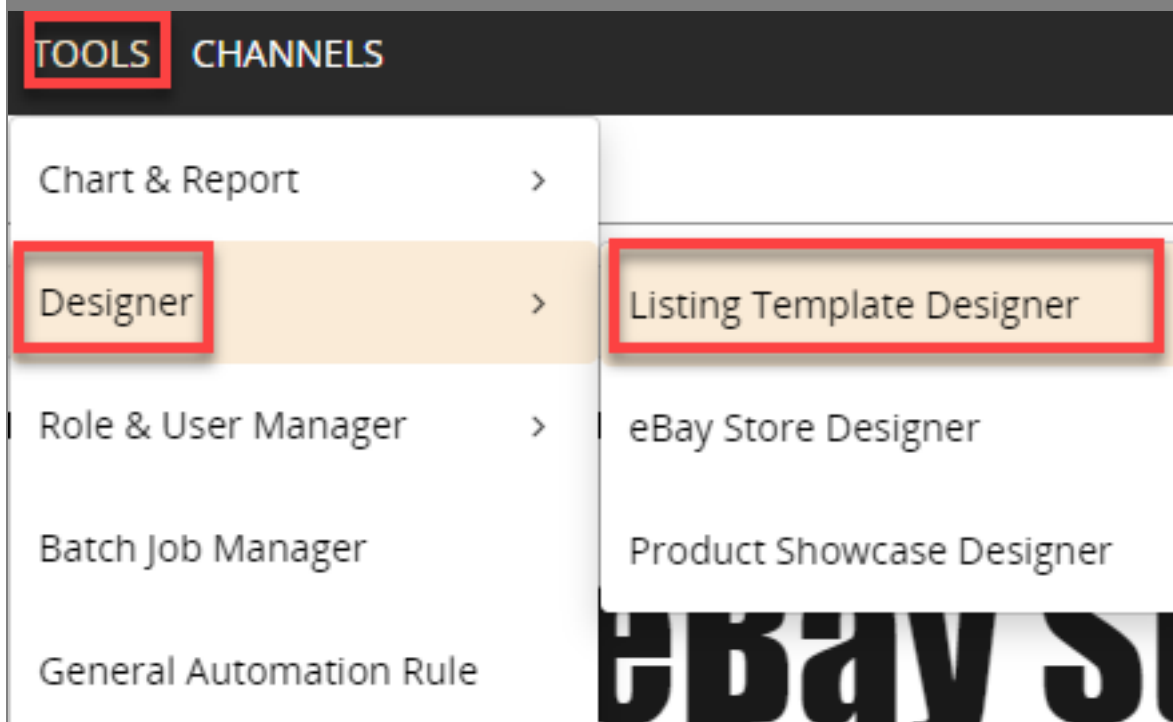 TOOLS CHANNELS
Chart & Report >
Designer >
Listing Template Designer
Role & User Manager >
eBay Store Designer
Batch Job Manager
Product Showcase Designer
General Automation Rule
eBay